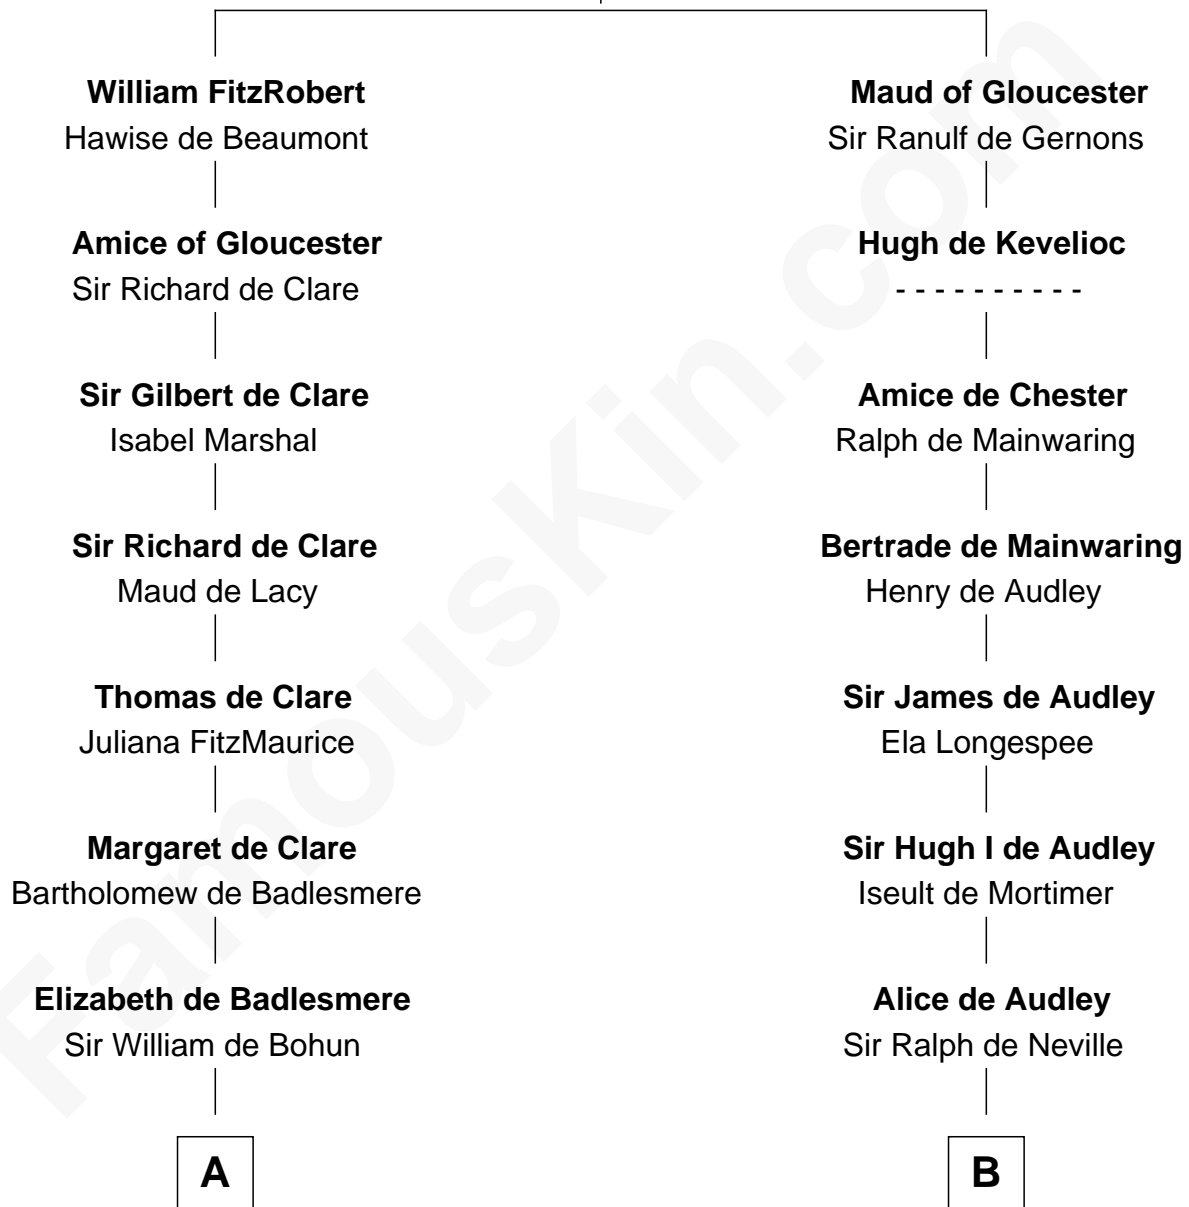 William FitzRobert
Hawise de Beaumont
Amice of Gloucester
Sir Richard de Clare
Sir Gilbert de Clare
Isabel Marshal
Sir Richard de Clare
Maud de Lacy
Thomas de Clare
Juliana FitzMaurice
Margaret de Clare
Bartholomew de Badlesmere
Elizabeth de Badlesmere
Sir William de Bohun
A
Maud of Gloucester
Sir Ranulf de Gernons
Hugh de Kevelioc
- - - - - - - - - -
Amice de Chester
Ralph de Mainwaring
Bertrade de Mainwaring
Henry de Audley
Sir James de Audley
Ela Longespee
Sir Hugh I de Audley
Iseult de Mortimer
Alice de Audley
Sir Ralph de Neville
B
FamousKin.com